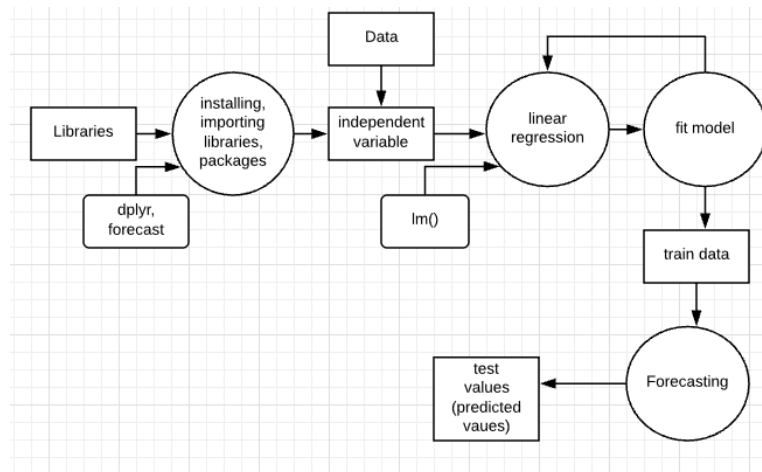 Data
Libraries
installing,
importing
libraries,
packages
independent
variable
linear
regression
fit model
dplyr,
forecast
lm()
train data
Forecasting
test
values
(predicted
vaues)